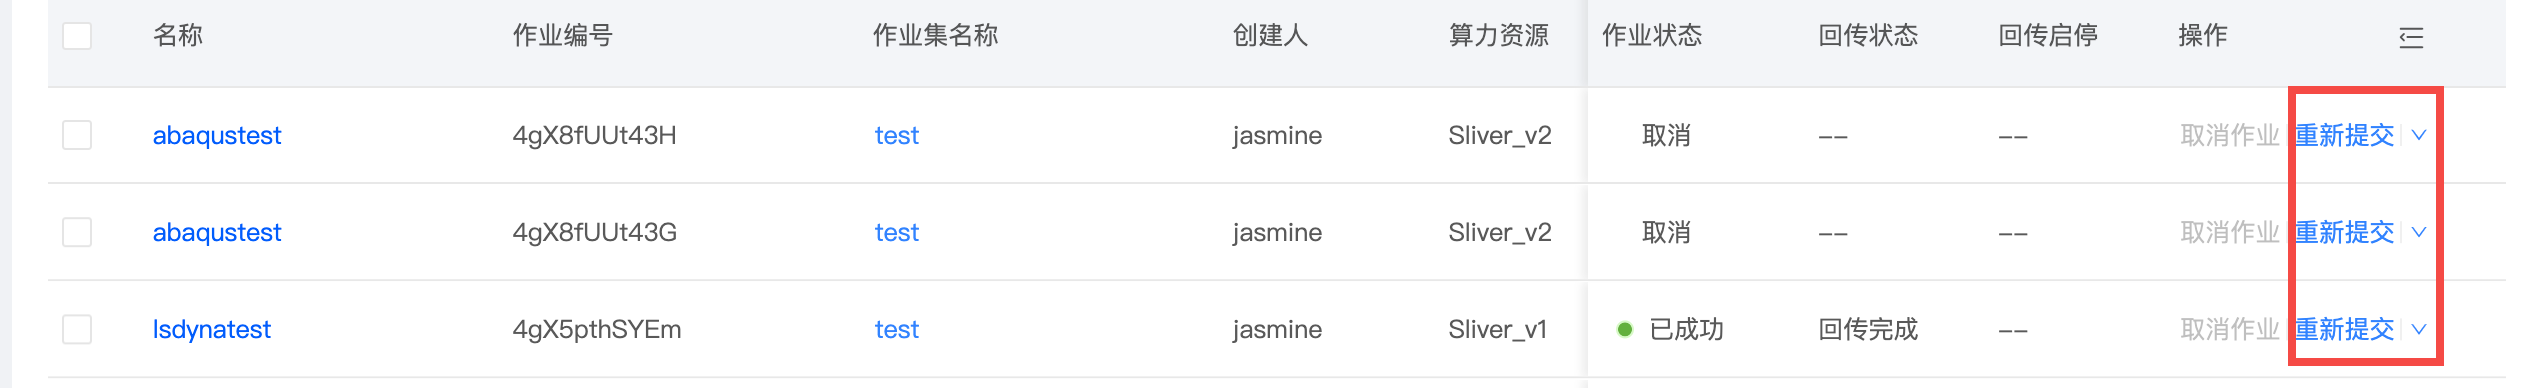 名称 作业编号 作业集名称 创建人 算力资源 作业状态 回传状态 回传启停 操作
abaqustest 4gX8fUUt43H test jasmine Sliver_v2 取消 -- -- 取消作业 重新提交
abaqustest 4gX8fUUt43G test jasmine Sliver_v2 取消 -- -- 取消作业 重新提交
lsdynatest 4gX5pthSYEm test jasmine Sliver_v1 已成功 回传完成 -- 取消作业 重新提交